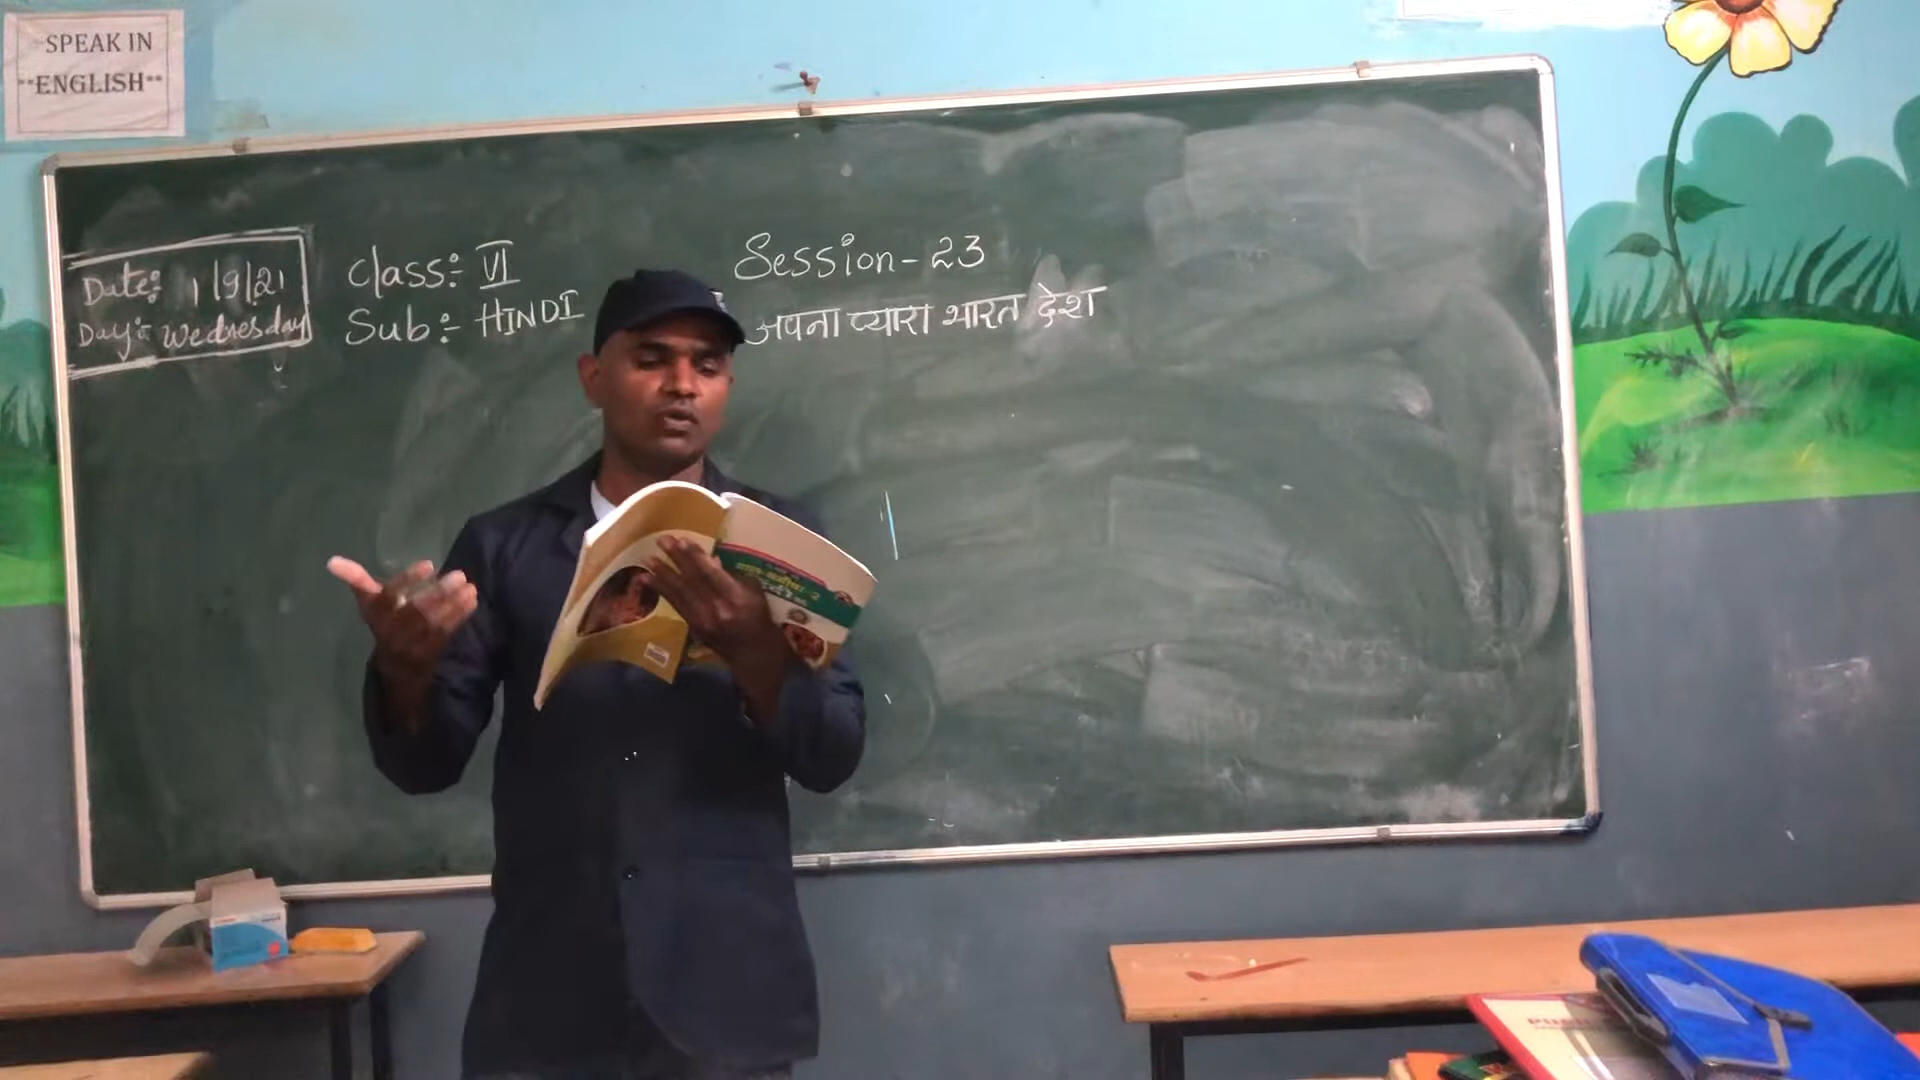 SPEAK IN
**ENGLISH**
Date:- 1/9/21
Day:- Wednesday
Class:- VI
Sub:- HINDI
Session-23
अपना प्यारा भारत देश